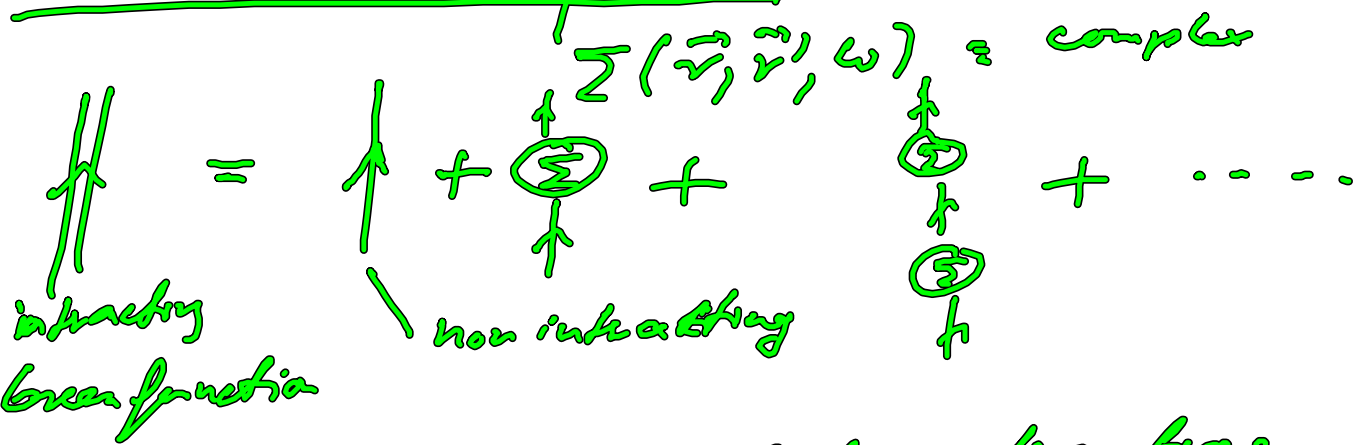 Σ(r⃗, r⃗', ω) = complex
= + Σ + Σ Σ + ....
interacting non interacting
Green function